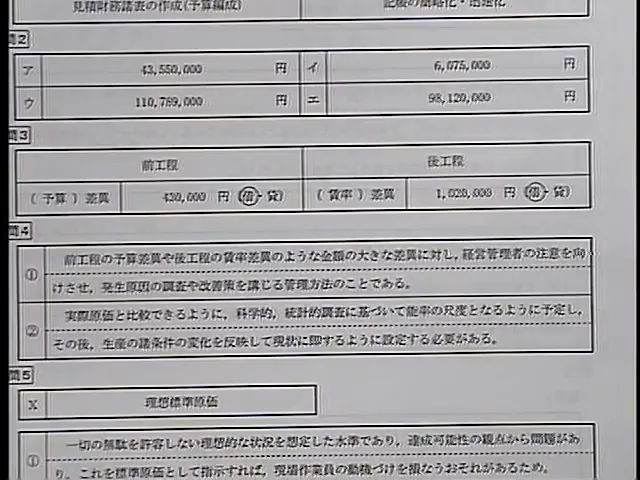 見積財務諸表の作成(予算編成) 記帳の簡略化・迅速化
問2
ア 43,550,000 円 イ 6,075,000 円
ウ 110,789,000 円 エ 98,120,000 円
問3
前工程 後工程
( 予算 ) 差異 420,000 円 (借・貸) ( 賃率 ) 差異 1,020,000 円 (借・貸)
問4
① 前工程の予算差異や後工程の賃率差異のような金額の大きな差異に対し,経営管理者の注意を向
けさせ,発生原因の調査や改善策を講じる管理方法のことである。
② 実際原価と比較できるように,科学的,統計的調査に基づいて能率の尺度となるように予定し,
その後,生産の諸条件の変化を反映して現状に即するように設定する必要がある。
問5
X 理想標準原価
① 一切の無駄を許容しない理想的な状況を想定した水準であり,達成可能性の観点から問題があ
り,これを標準原価として指示すれば,現場作業員の動機づけを損なうおそれがあるため。